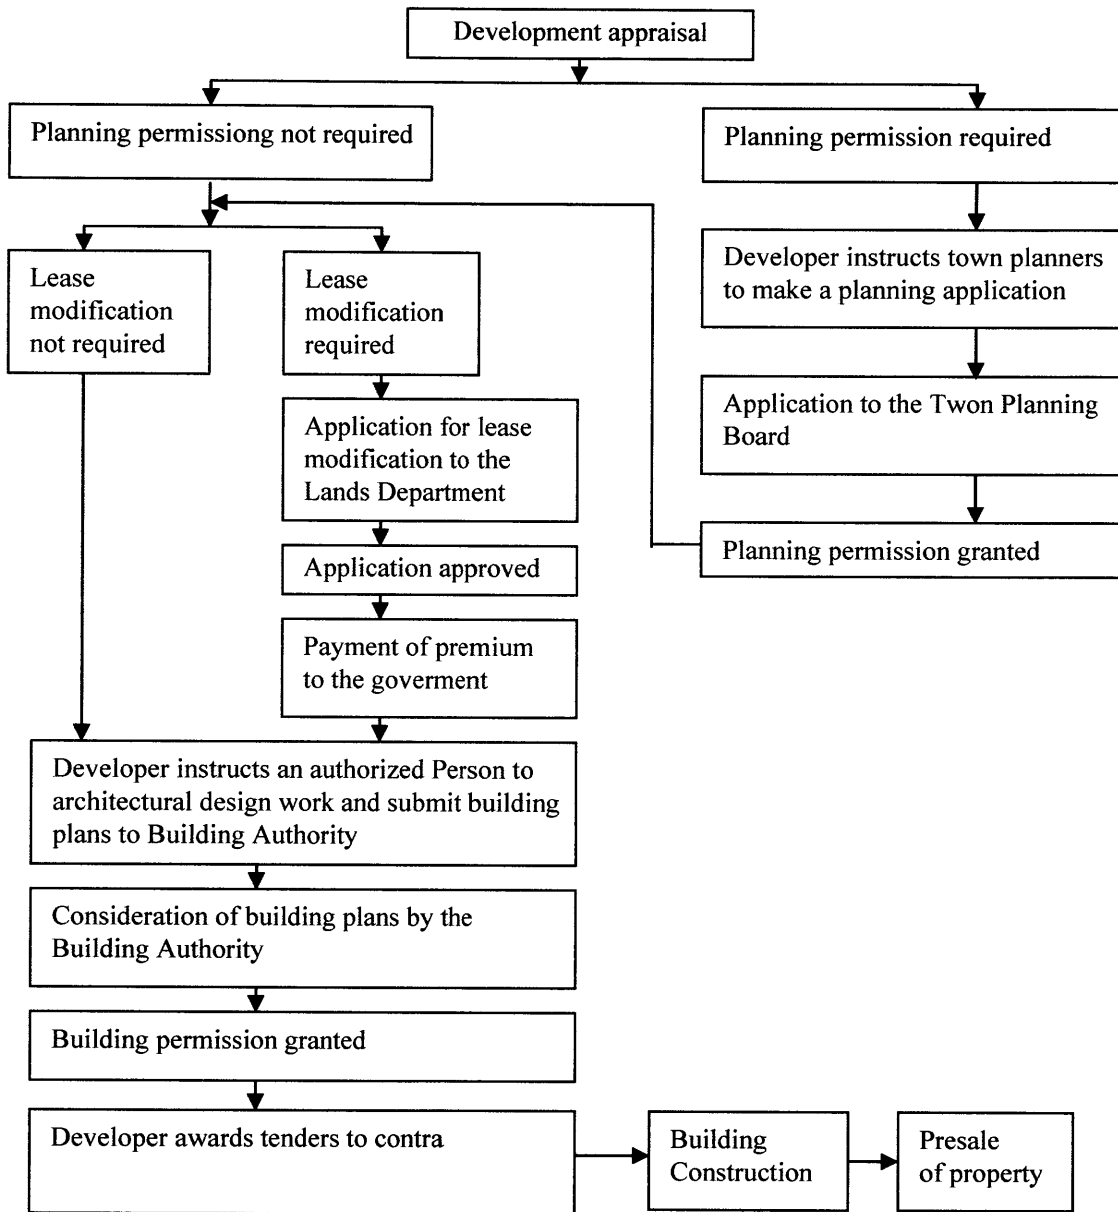 Development appraisal
Planning permissiong not required
Planning permission required
Lease
modification
not required
Lease
modification
required
Developer instructs town planners
to make a planning application
Application to the Twon Planning
Board
Planning permission granted
Application for lease
modification to the
Lands Department
Application approved
Payment of premium
to the goverment
Developer instructs an authorized Person to
architectural design work and submit building
plans to Building Authority
Consideration of building plans by the
Building Authority
Building permission granted
Developer awards tenders to contra
Building
Construction
Presale
of property